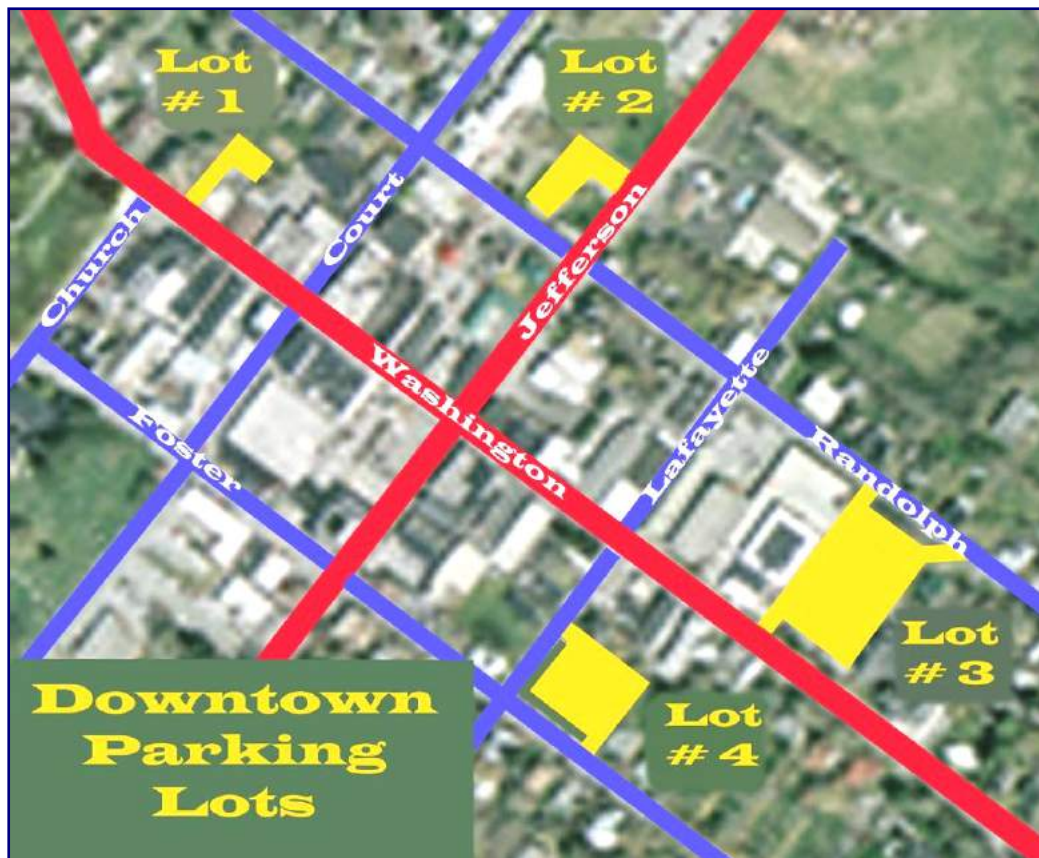 Lot
# 1
Lot
# 2
Church
Court
Jefferson
Washington
Foster
Lafayette
Randolph
Lot
# 3
Lot
# 4
Downtown
Parking
Lots